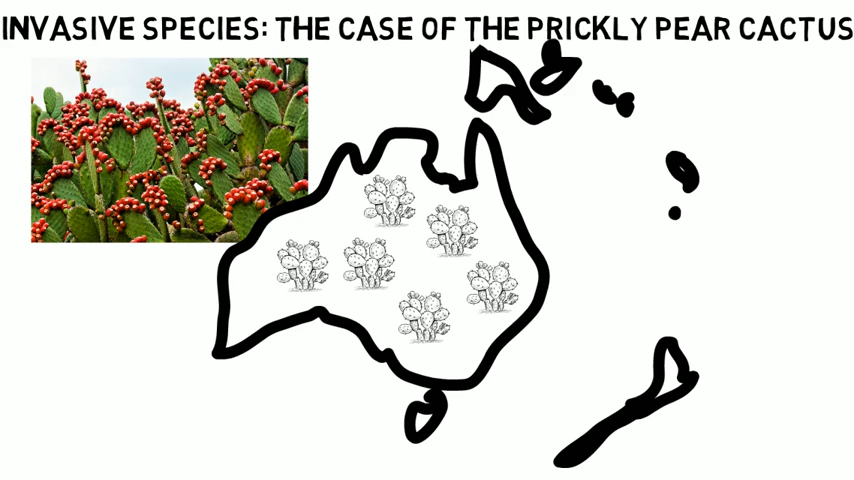 INVASIVE SPECIES: THE CASE OF THE PRICKLY PEAR CACTUS